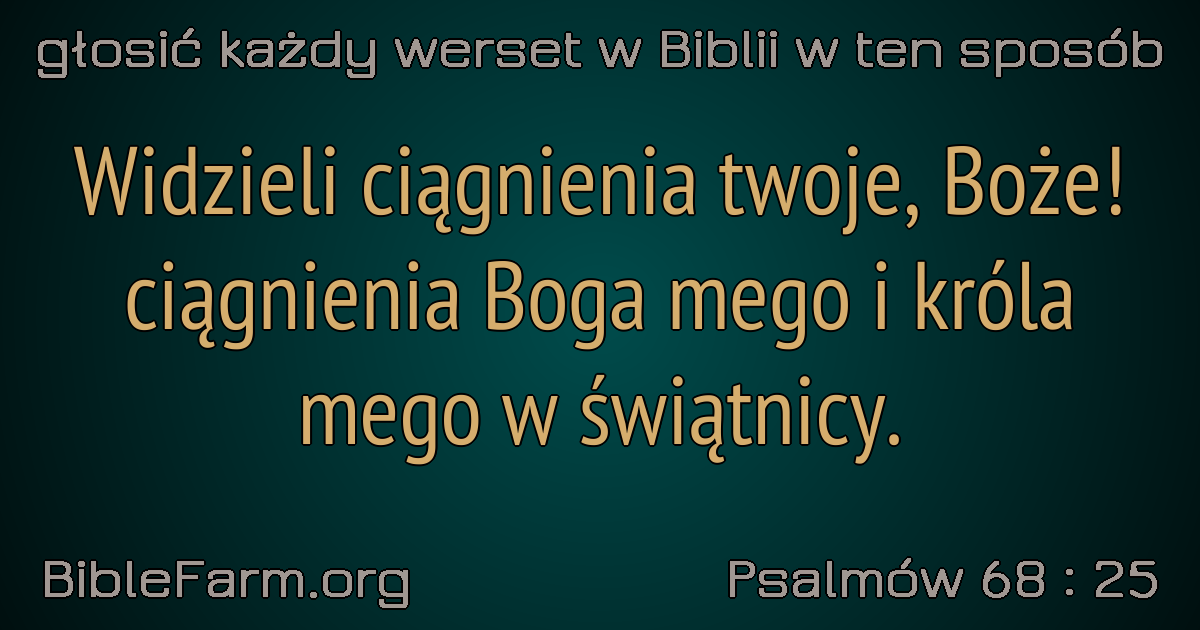 głosić każdy werset w Biblii w ten sposób
Widzieli ciągnienia twoje, Boże!
ciągnienia Boga mego i króla
mego w świątnicy.
BibleFarm.org
Psalmów 68 : 25